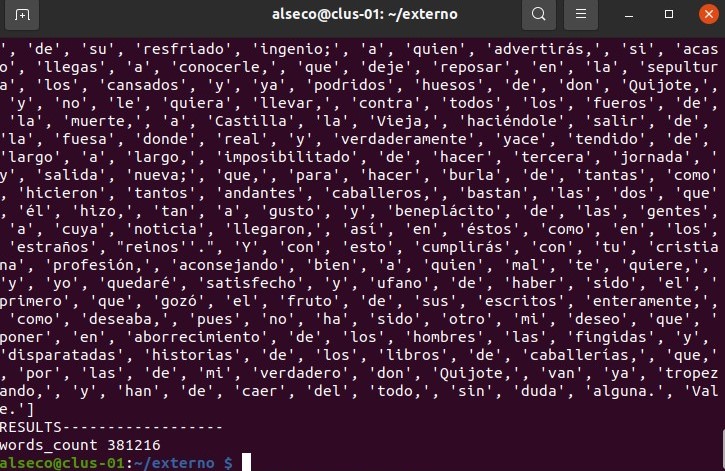 alseco@clus-01: ~/externo
', 'de', 'su', 'resfriado', 'ingenio;', 'a', 'quien', 'advertirás,', 'si', 'acas
o', 'llegas', 'a', 'conocerle,', 'que', 'deje', 'reposar', 'en', 'la', 'sepultur
a', 'los', 'cansados', 'y', 'ya', 'podridos', 'huesos', 'de', 'don', 'Quijote,',
'y', 'no', 'le', 'quiera', 'llevar,', 'contra', 'todos', 'los', 'fueros', 'de',
'la', 'muerte,', 'a', 'Castilla', 'la', 'Vieja,', 'haciéndole', 'salir', 'de',
'la', 'fuesa', 'donde', 'real', 'y', 'verdaderamente', 'yace', 'tendido', 'de',
'largo', 'a', 'largo,', 'imposibilitado', 'de', 'hacer', 'tercera', 'jornada', '
y', 'salida', 'nueva;', 'que,', 'para', 'hacer', 'burla', 'de', 'tantas', 'como'
, 'hicieron', 'tantos', 'andantes', 'caballeros,', 'bastan', 'las', 'dos', 'que'
, 'él', 'hizo,', 'tan', 'a', 'gusto', 'y', 'beneplácito', 'de', 'las', 'gentes',
'a', 'cuya', 'noticia', 'llegaron,', 'así', 'en', 'éstos', 'como', 'en', 'los',
'estraños', "reinos''.", 'Y', 'con', 'esto', 'cumplirás', 'con', 'tu', 'cristia
na', 'profesión,', 'aconsejando', 'bien', 'a', 'quien', 'mal', 'te', 'quiere,',
'y', 'yo', 'quedaré', 'satisfecho', 'y', 'ufano', 'de', 'haber', 'sido', 'el', '
primero', 'que', 'gozó', 'el', 'fruto', 'de', 'sus', 'escritos', 'enteramente,',
'como', 'deseaba,', 'pues', 'no', 'ha', 'sido', 'otro', 'mi', 'deseo', 'que', '
poner', 'en', 'aborrecimiento', 'de', 'los', 'hombres', 'las', 'fingidas', 'y',
'disparatadas', 'historias', 'de', 'los', 'libros', 'de', 'caballerías,', 'que,'
, 'por', 'las', 'de', 'mi', 'verdadero', 'don', 'Quijote,', 'van', 'ya', 'tropez
ando,', 'y', 'han', 'de', 'caer', 'del', 'todo,', 'sin', 'duda', 'alguna.', 'Val
e.']
RESULTS------------------
words_count 381216
alseco@clus-01:~/externo $